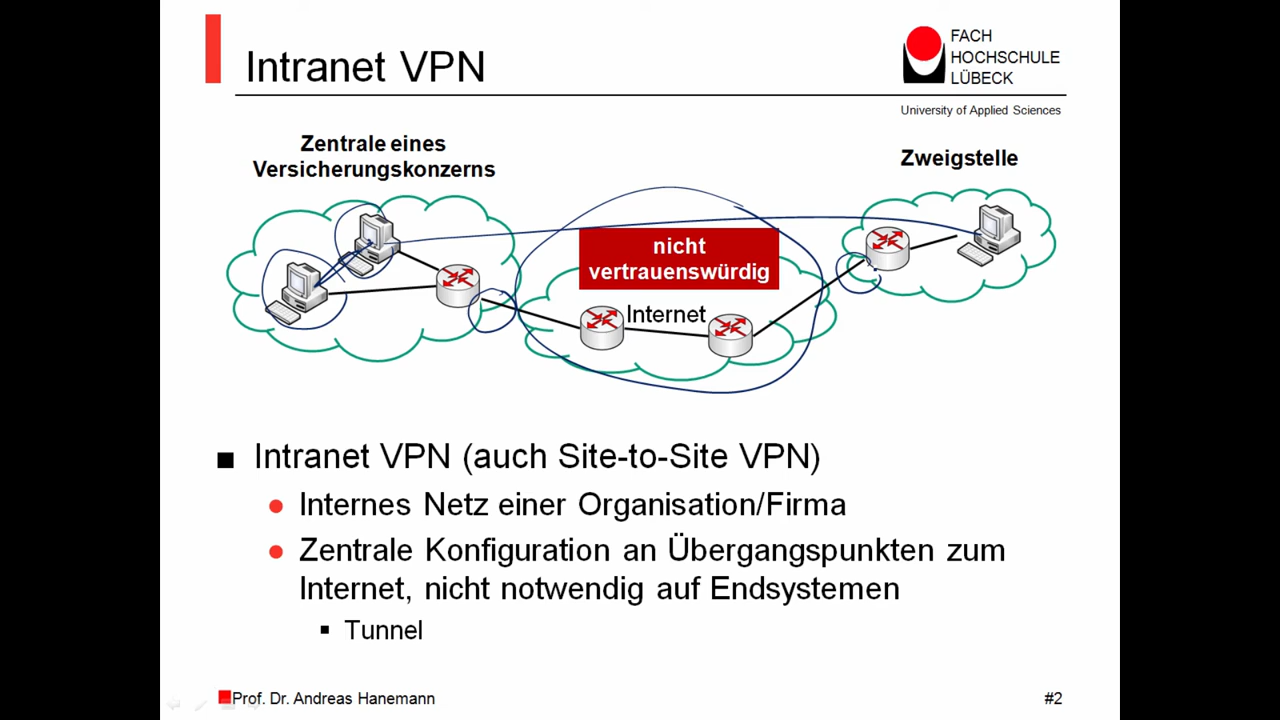 Intranet VPN
FACH
HOCHSCHULE
LÜBECK
University of Applied Sciences
Zentrale eines
Versicherungskonzerns
Zweigstelle
nicht
vertrauenswürdig
Internet
■ Intranet VPN (auch Site-to-Site VPN)
● Internes Netz einer Organisation/Firma
● Zentrale Konfiguration an Übergangspunkten zum
Internet, nicht notwendig auf Endsystemen
▪ Tunnel
Prof. Dr. Andreas Hanemann
#2